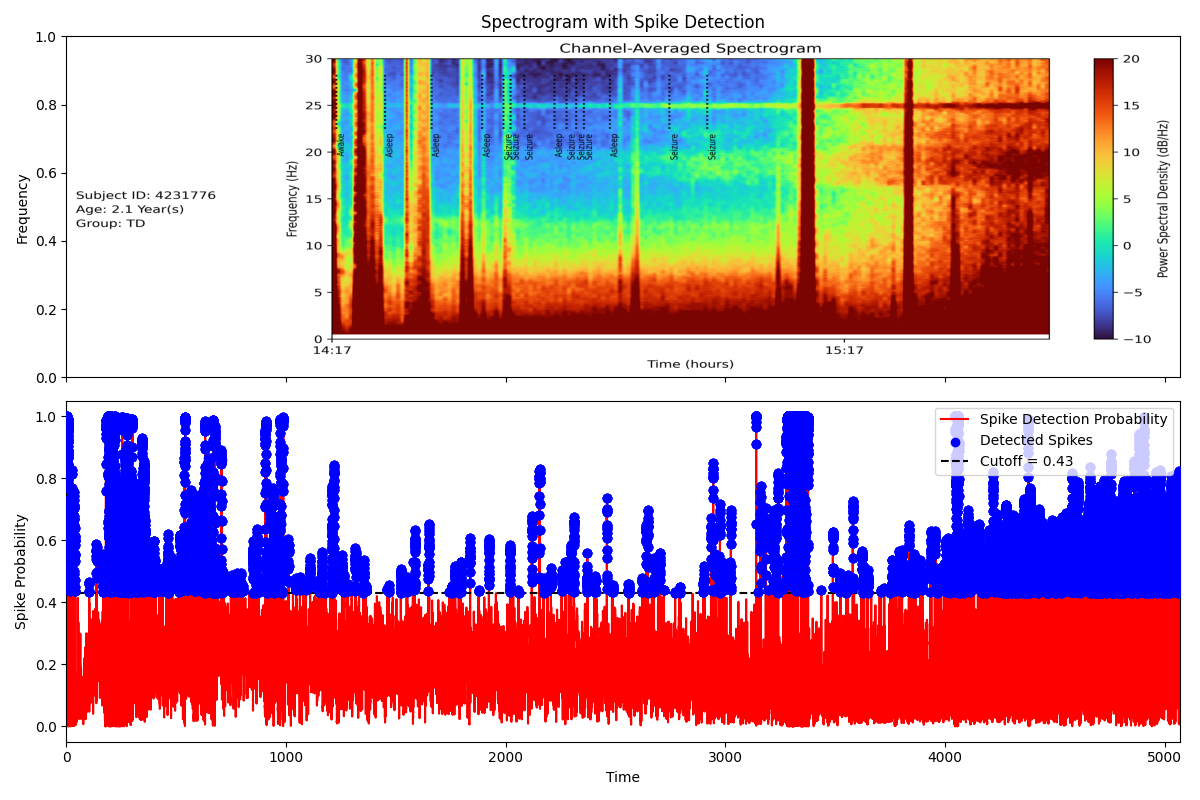 Spectrogram with Spike Detection
Channel-Averaged Spectrogram
Frequency
1.0
0.8
0.6
0.4
0.2
0.0
Subject ID: 4231776
Age: 2.1 Year(s)
Group: TD
Frequency (Hz)
30
25
20
15
10
5
0
Awake
Asleep
Asleep
Asleep
Seizure
Seizure
Seizure
Asleep
Seizure
Seizure
Seizure
Asleep
Seizure
Seizure
14:17
15:17
Time (hours)
20
15
10
5
0
−5
−10
Power Spectral Density (dB/Hz)
Spike Probability
1.0
0.8
0.6
0.4
0.2
0.0
Spike Detection Probability
Detected Spikes
Cutoff = 0.43
0
1000
2000
3000
4000
5000
Time